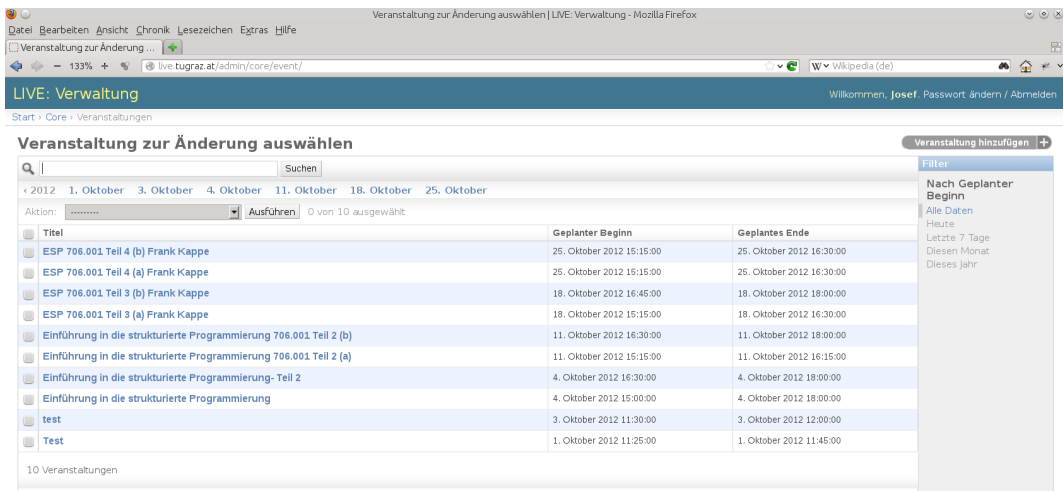 Veranstaltung zur Änderung auswählen | LIVE: Verwaltung - Mozilla Firefox
Datei Bearbeiten Ansicht Chronik Lesezeichen Extras Hilfe
Veranstaltung zur Änderung ...
133% live.tugraz.at/admin/core/event/ W Wikipedia (de)
LIVE: Verwaltung Willkommen, Josef. Passwort ändern / Abmelden
Start › Core › Veranstaltungen
Veranstaltung zur Änderung auswählen Veranstaltung hinzufügen +
Suchen
‹ 2012 1. Oktober 3. Oktober 4. Oktober 11. Oktober 18. Oktober 25. Oktober
Aktion: --------- Ausführen 0 von 10 ausgewählt
Titel Geplanter Beginn Geplantes Ende
ESP 706.001 Teil 4 (b) Frank Kappe 25. Oktober 2012 15:15:00 25. Oktober 2012 16:30:00
ESP 706.001 Teil 4 (a) Frank Kappe 25. Oktober 2012 15:15:00 25. Oktober 2012 16:30:00
ESP 706.001 Teil 3 (b) Frank Kappe 18. Oktober 2012 16:45:00 18. Oktober 2012 18:00:00
ESP 706.001 Teil 3 (a) Frank Kappe 18. Oktober 2012 15:15:00 18. Oktober 2012 16:30:00
Einführung in die strukturierte Programmierung 706.001 Teil 2 (b) 11. Oktober 2012 16:30:00 11. Oktober 2012 18:00:00
Einführung in die strukturierte Programmierung 706.001 Teil 2 (a) 11. Oktober 2012 15:15:00 11. Oktober 2012 16:15:00
Einführung in die strukturierte Programmierung- Teil 2 4. Oktober 2012 16:30:00 4. Oktober 2012 18:00:00
Einführung in die strukturierte Programmierung 4. Oktober 2012 15:00:00 4. Oktober 2012 18:00:00
test 3. Oktober 2012 11:30:00 3. Oktober 2012 12:00:00
Test 1. Oktober 2012 11:25:00 1. Oktober 2012 11:45:00
10 Veranstaltungen
Filter
Nach Geplanter
Beginn
Alle Daten
Heute
Letzte 7 Tage
Diesen Monat
Dieses Jahr